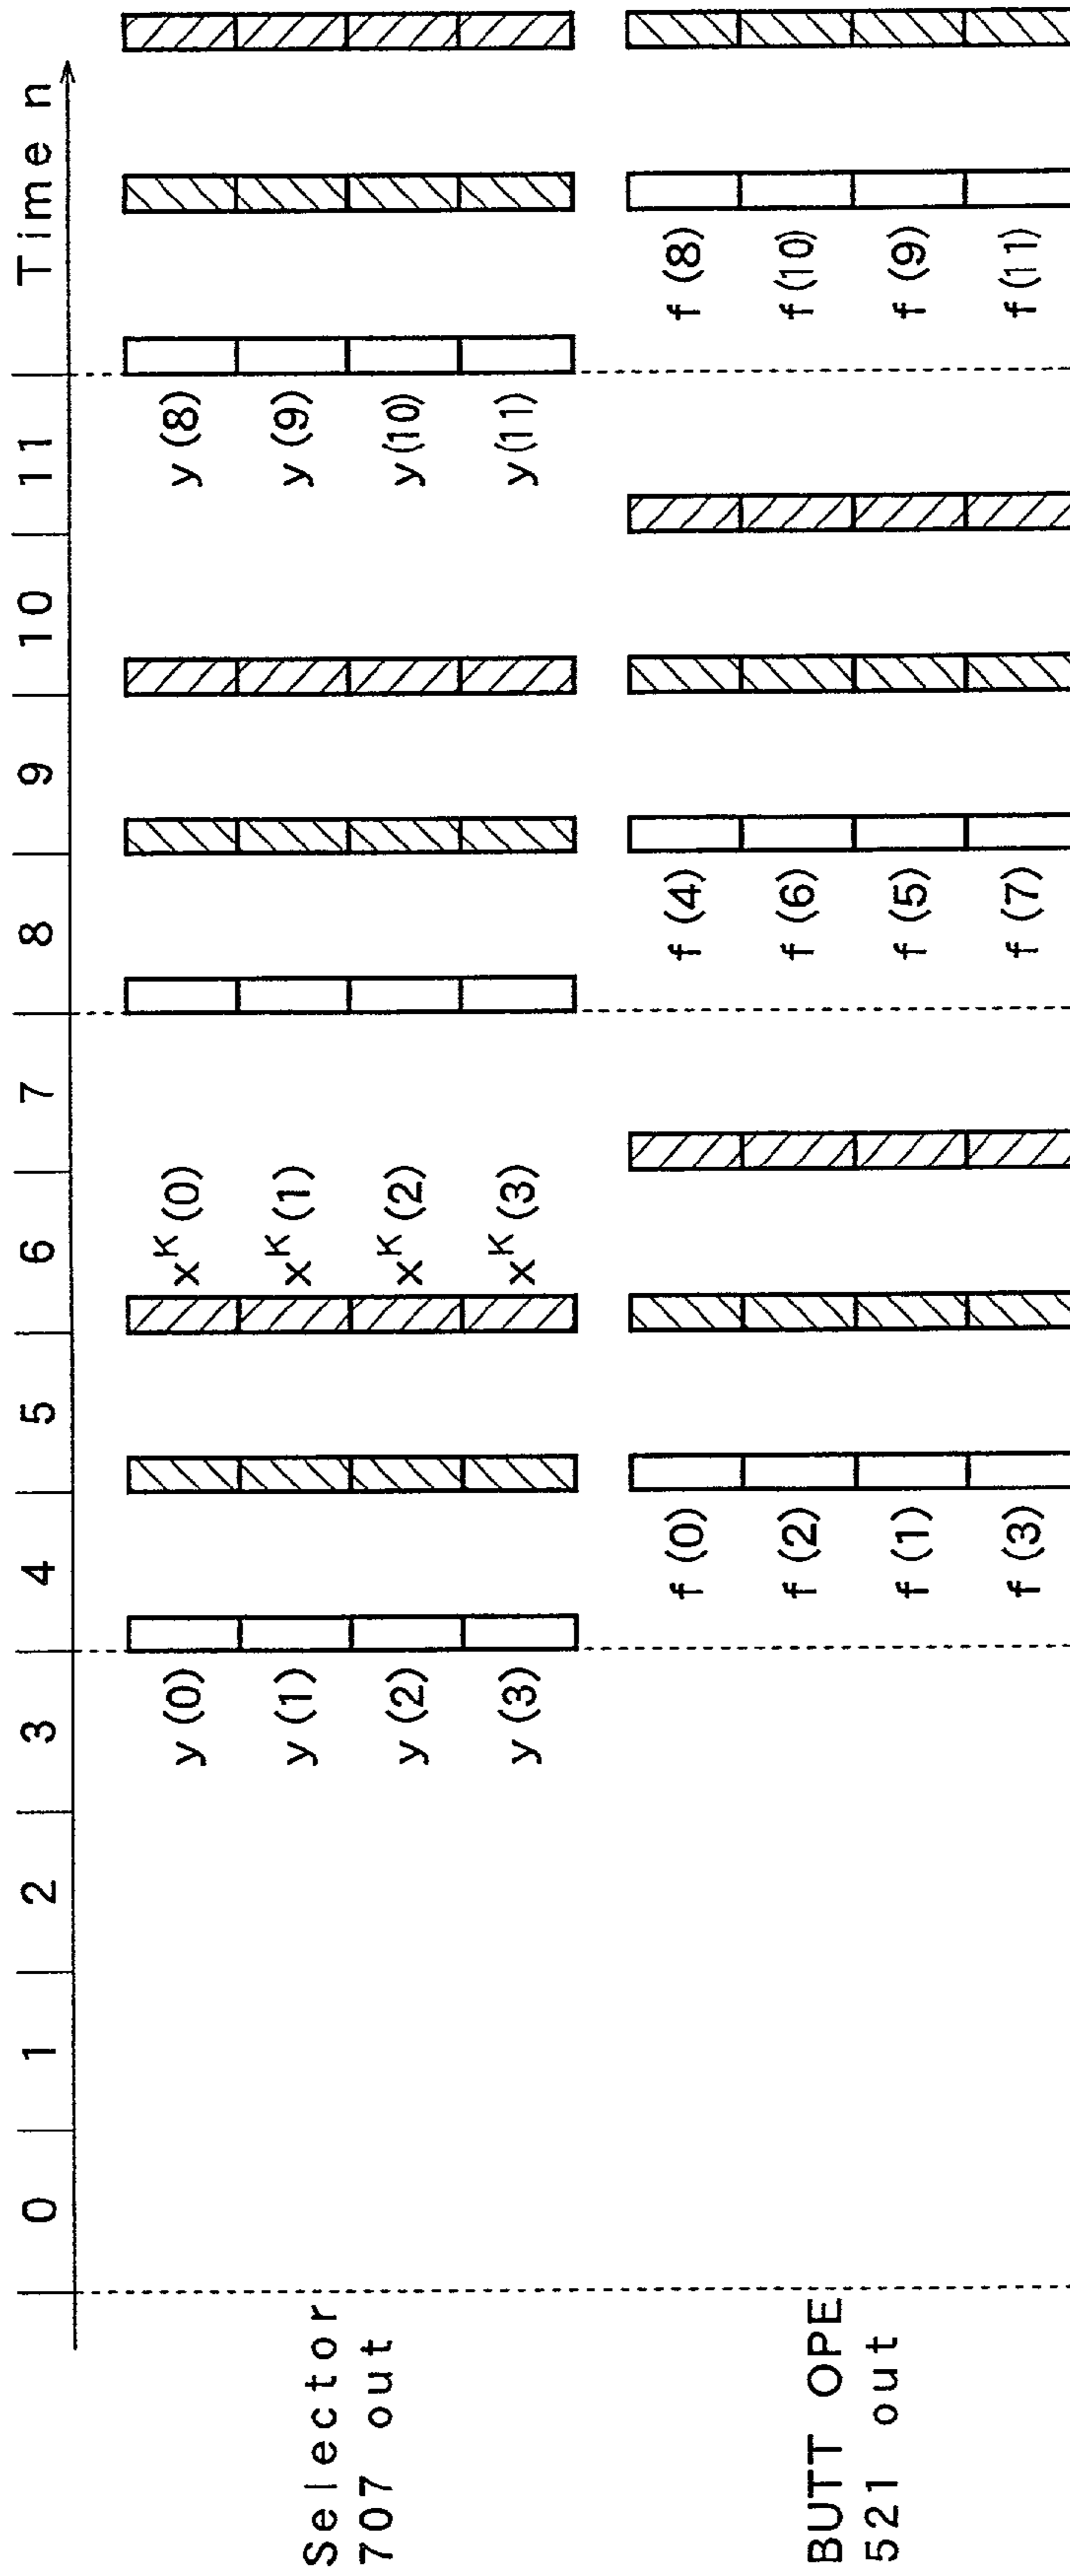 0 1 2 3 4 5 6 7 8 9 10 11 Time n
Selector
707 out
y(0)
y(1)
y(2)
y(3)
x^K(0)
x^K(1)
x^K(2)
x^K(3)
y(8)
y(9)
y(10)
y(11)
BUTT OPE
521 out
f(0)
f(2)
f(1)
f(3)
f(4)
f(6)
f(5)
f(7)
f(8)
f(10)
f(9)
f(11)